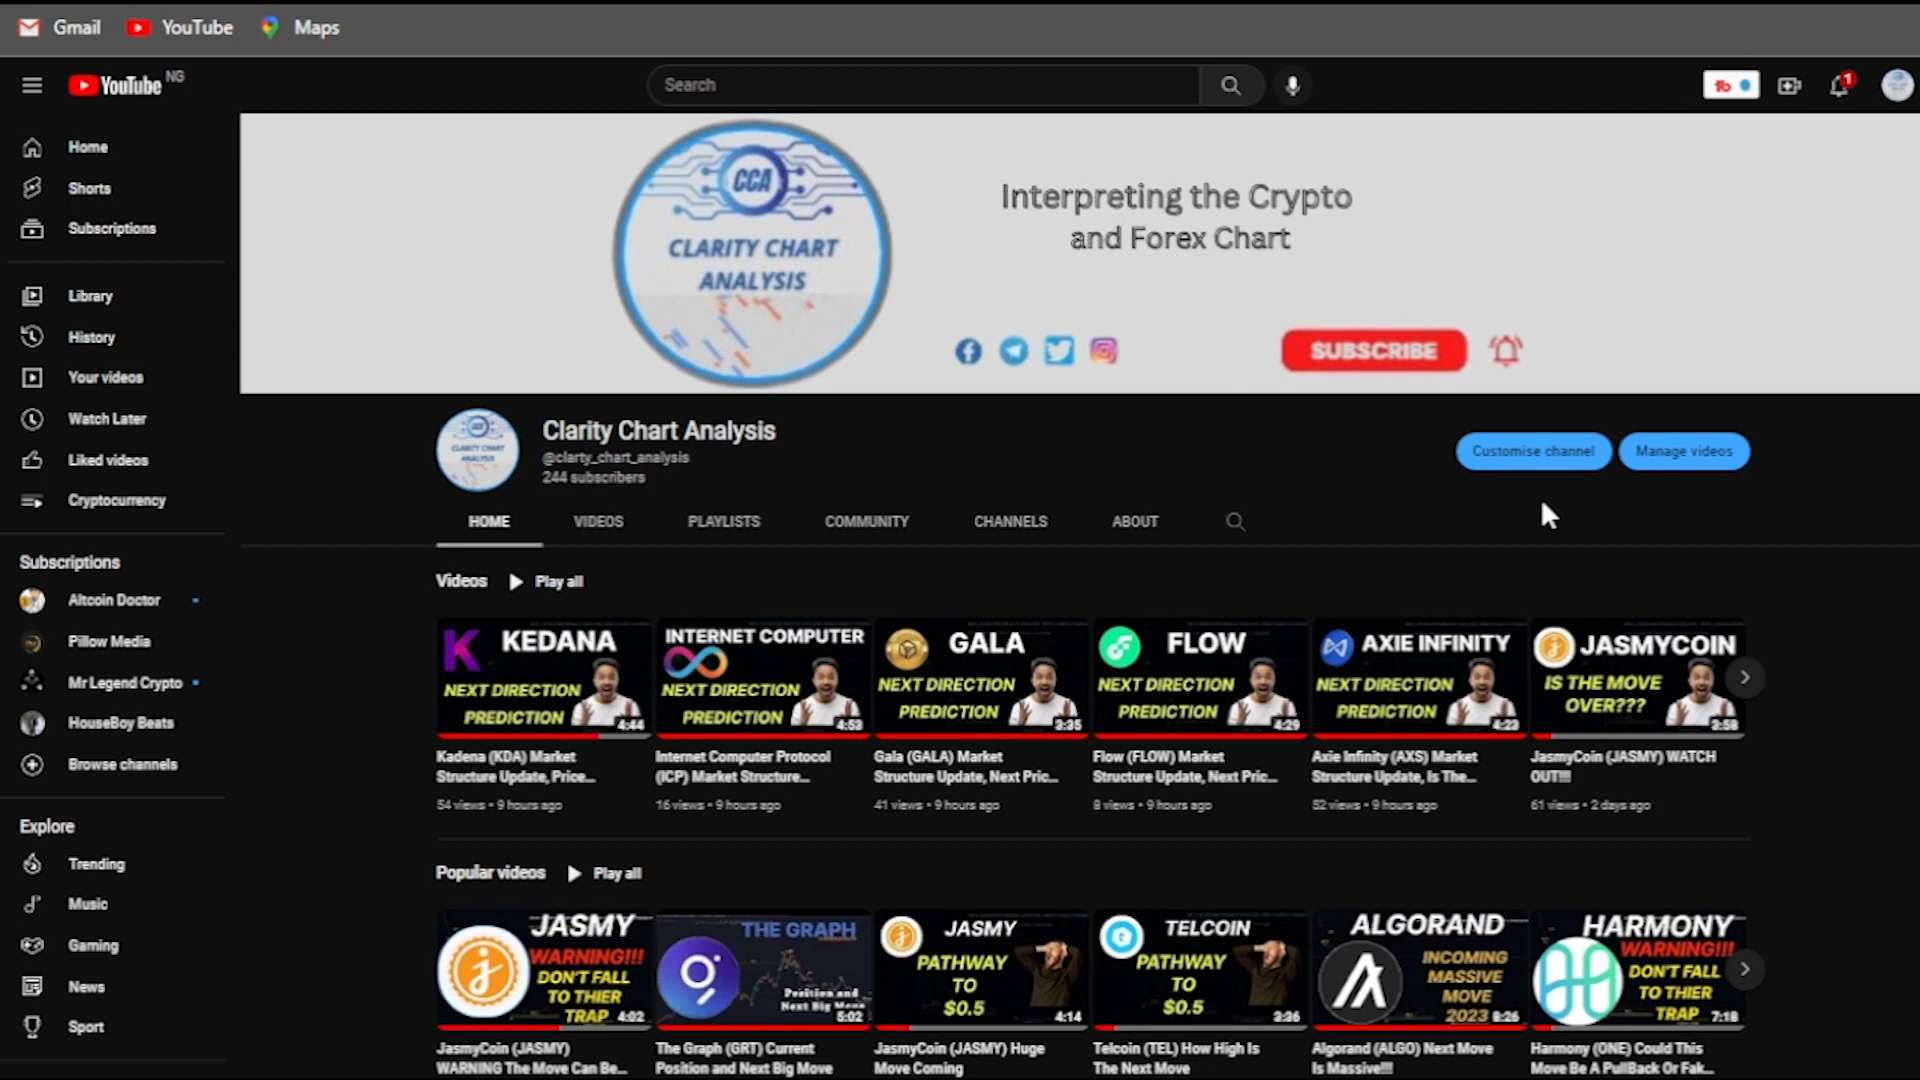 Gmail YouTube Maps
YouTube NG
Search
1
Home
Shorts
Subscriptions
Library
History
Your videos
Watch Later
Liked videos
Cryptocurrency
Subscriptions
Altcoin Doctor
Pillow Media
Mr Legend Crypto
HouseBoy Beats
Browse channels
Explore
Trending
Music
Gaming
News
Sport
CCA
CLARITY CHART
ANALYSIS
Interpreting the Crypto
and Forex Chart
SUBSCRIBE
CLARITY CHART
ANALYSIS
Clarity Chart Analysis
@clarty_chart_analysis
244 subscribers
Customise channel Manage videos
HOME VIDEOS PLAYLISTS COMMUNITY CHANNELS ABOUT
Videos Play all
KEDANA
NEXT DIRECTION
PREDICTION
4:44
Kadena (KDA) Market
Structure Update, Price...
54 views • 9 hours ago
INTERNET COMPUTER
NEXT DIRECTION
PREDICTION
4:53
Internet Computer Protocol
(ICP) Market Structure...
16 views • 9 hours ago
GALA
NEXT DIRECTION
PREDICTION
3:35
Gala (GALA) Market
Structure Update, Next Pric...
41 views • 9 hours ago
FLOW
NEXT DIRECTION
PREDICTION
4:29
Flow (FLOW) Market
Structure Update, Next Pric...
8 views • 9 hours ago
AXIE INFINITY
NEXT DIRECTION
PREDICTION
4:23
Axie Infinity (AXS) Market
Structure Update, Is The...
52 views • 9 hours ago
JASMYCOIN
IS THE MOVE
OVER???
3:58
JasmyCoin (JASMY) WATCH
OUT!!!
61 views • 2 days ago
Popular videos Play all
JASMY
WARNING!!!
DON'T FALL
TO THIER
TRAP
4:02
JasmyCoin (JASMY)
WARNING The Move Can Be...
THE GRAPH
Position and
Next Big Move
5:02
The Graph (GRT) Current
Position and Next Big Move
JASMY
PATHWAY
TO
$0.5
4:14
JasmyCoin (JASMY) Huge
Move Coming
TELCOIN
PATHWAY
TO
$0.5
3:36
Telcoin (TEL) How High Is
The Next Move
ALGORAND
INCOMING
MASSIVE
MOVE
2023
8:26
Algorand (ALGO) Next Move
Is Massive!!!
HARMONY
WARNING!!!
DON'T FALL
TO THIER
TRAP
7:18
Harmony (ONE) Could This
Move Be A PullBack Or Fak...